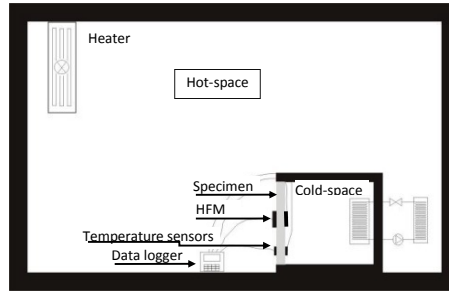 Heater
Hot-space
Specimen
Cold-space
HFM
Temperature sensors
Data logger